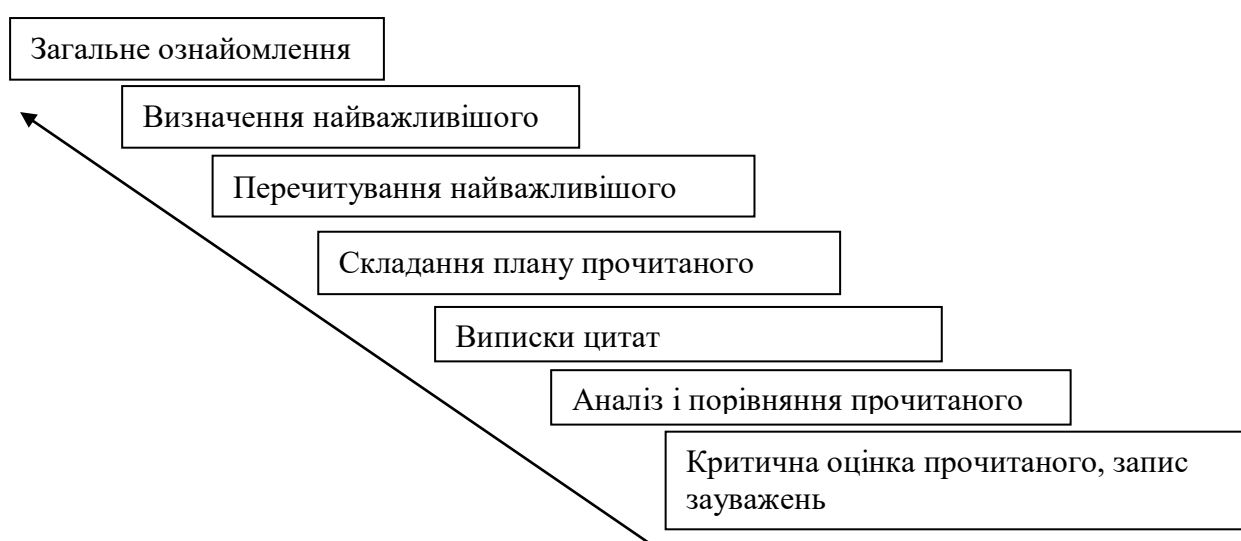 Загальне ознайомлення
Визначення найважливішого
Перечитування найважливішого
Складання плану прочитаного
Виписки цитат
Аналіз і порівняння прочитаного
Критична оцінка прочитаного, запис
зауважень